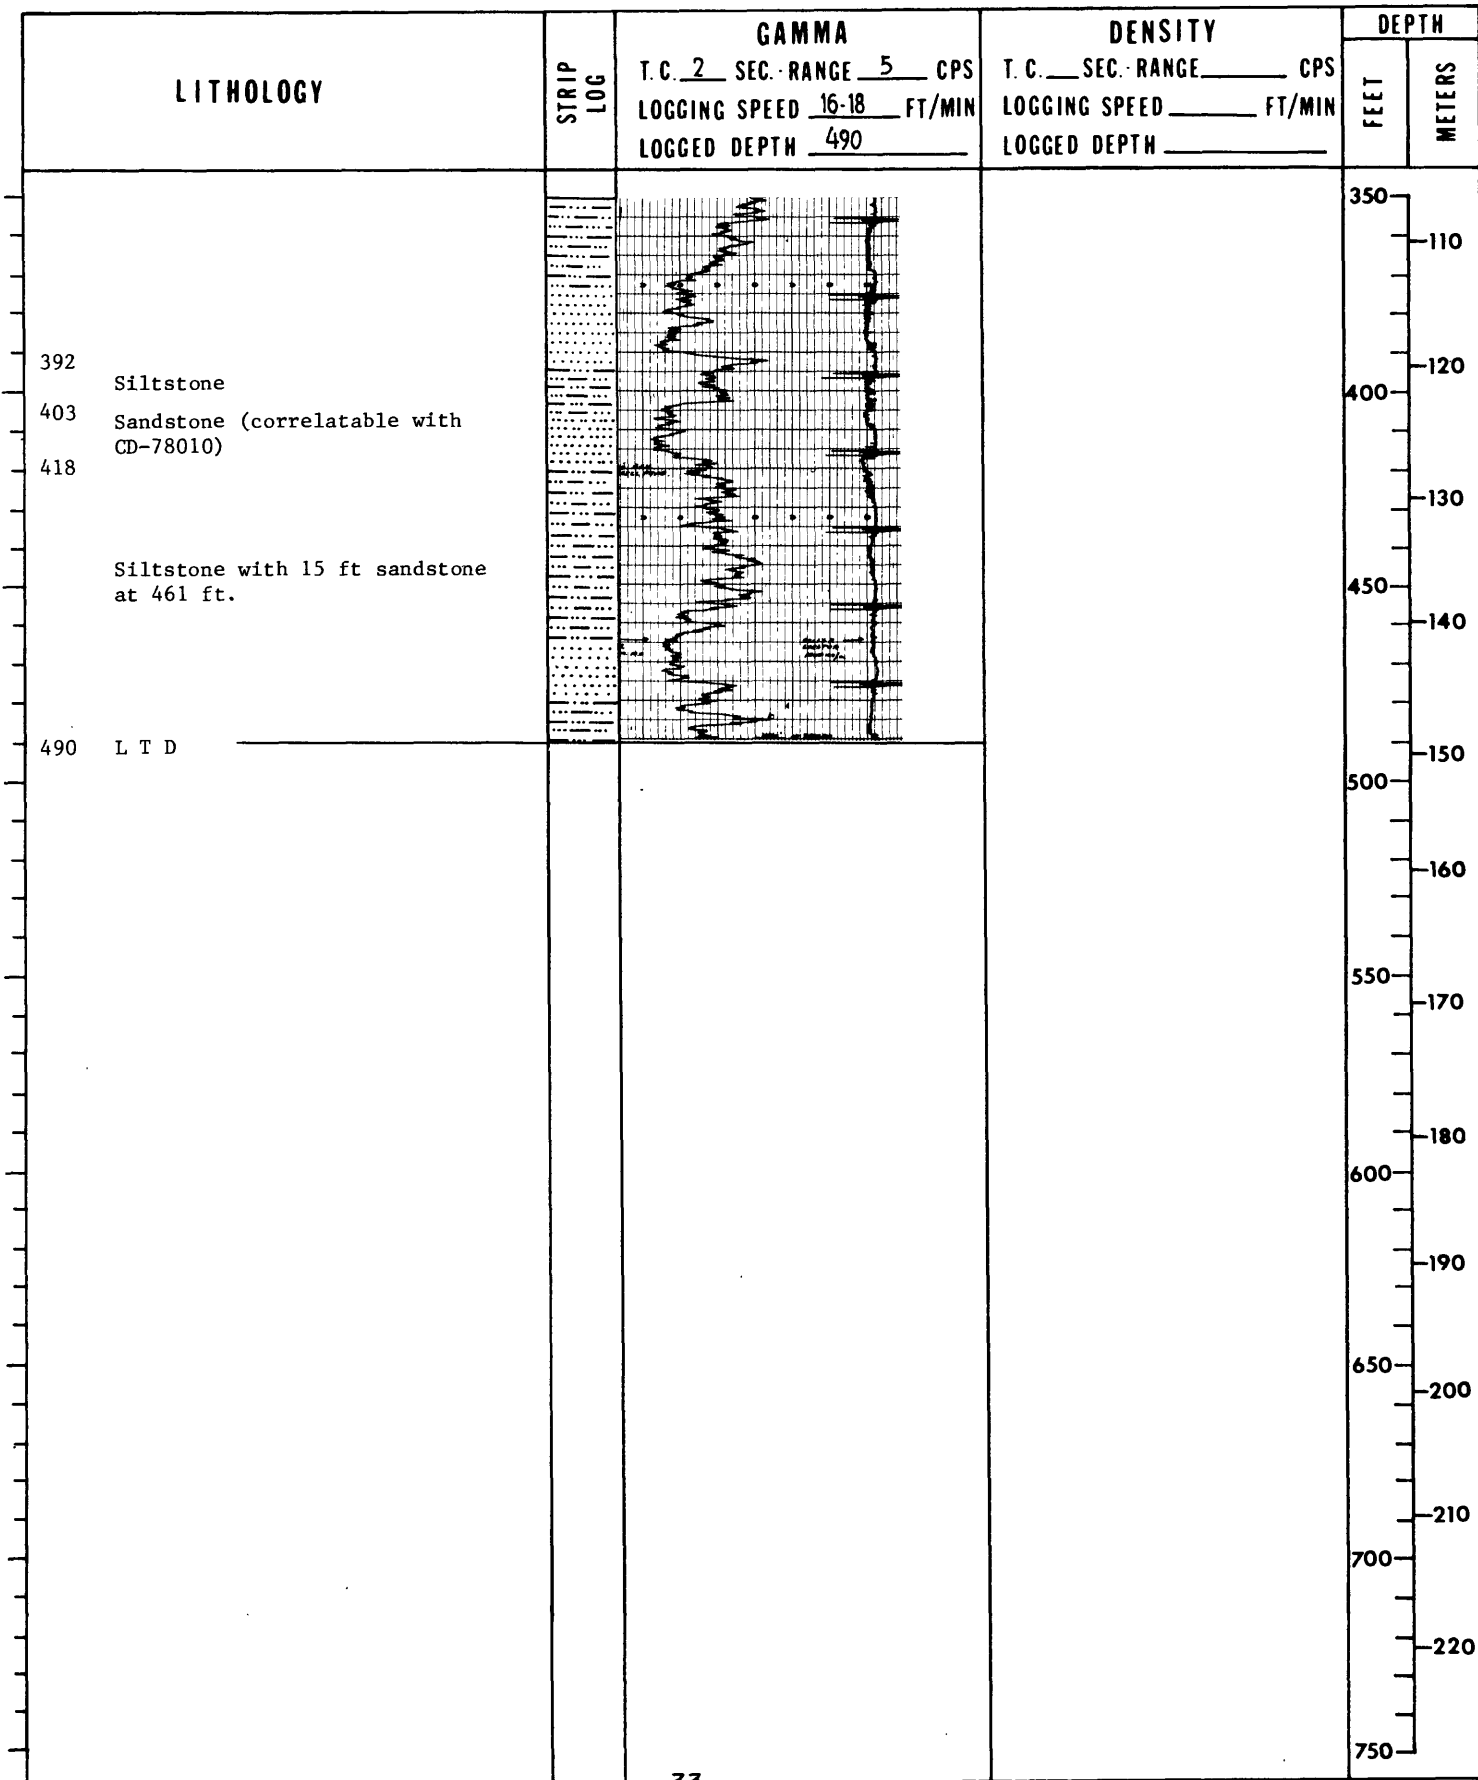 LITHOLOGY
STRIP LOG
GAMMA
T. C. 2 SEC.·RANGE 5 CPS
LOGGING SPEED 16-18 FT/MIN
LOGGED DEPTH 490
DENSITY
T. C. SEC.·RANGE CPS
LOGGING SPEED FT/MIN
LOGGED DEPTH
DEPTH
FEET
METERS
350
110
392
120
Siltstone
400
403
Sandstone (correlatable with
CD-78010)
418
130
Siltstone with 15 ft sandstone
at 461 ft.
450
140
490 L T D
150
500
160
550
170
180
600
190
650
200
210
700
220
750